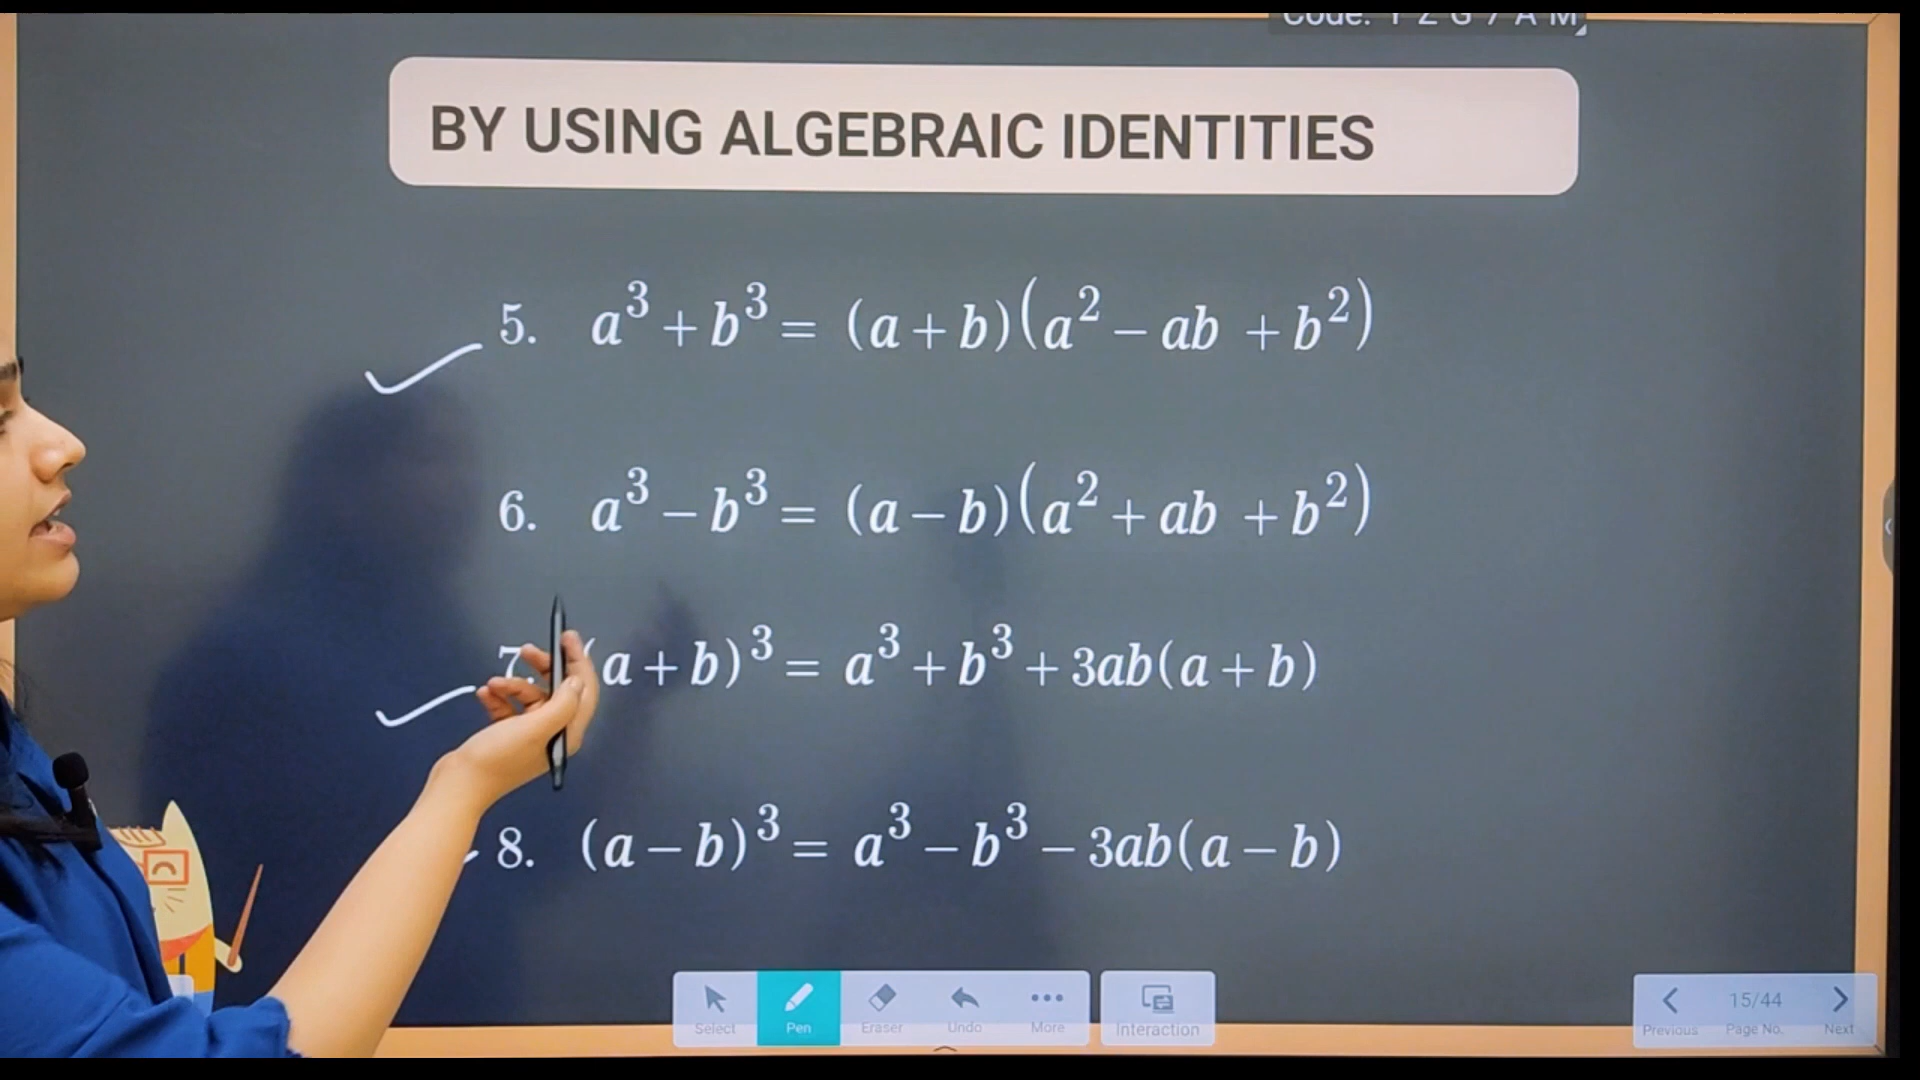 Code: Y Z G 7 A M
BY USING ALGEBRAIC IDENTITIES
5. a³ + b³ = (a + b)(a² − ab + b²)
6. a³ − b³ = (a − b)(a² + ab + b²)
7. (a + b)³ = a³ + b³ + 3ab(a + b)
8. (a − b)³ = a³ − b³ − 3ab(a − b)
Select Pen Eraser Undo More Interaction
15/44
Previous Page No. Next